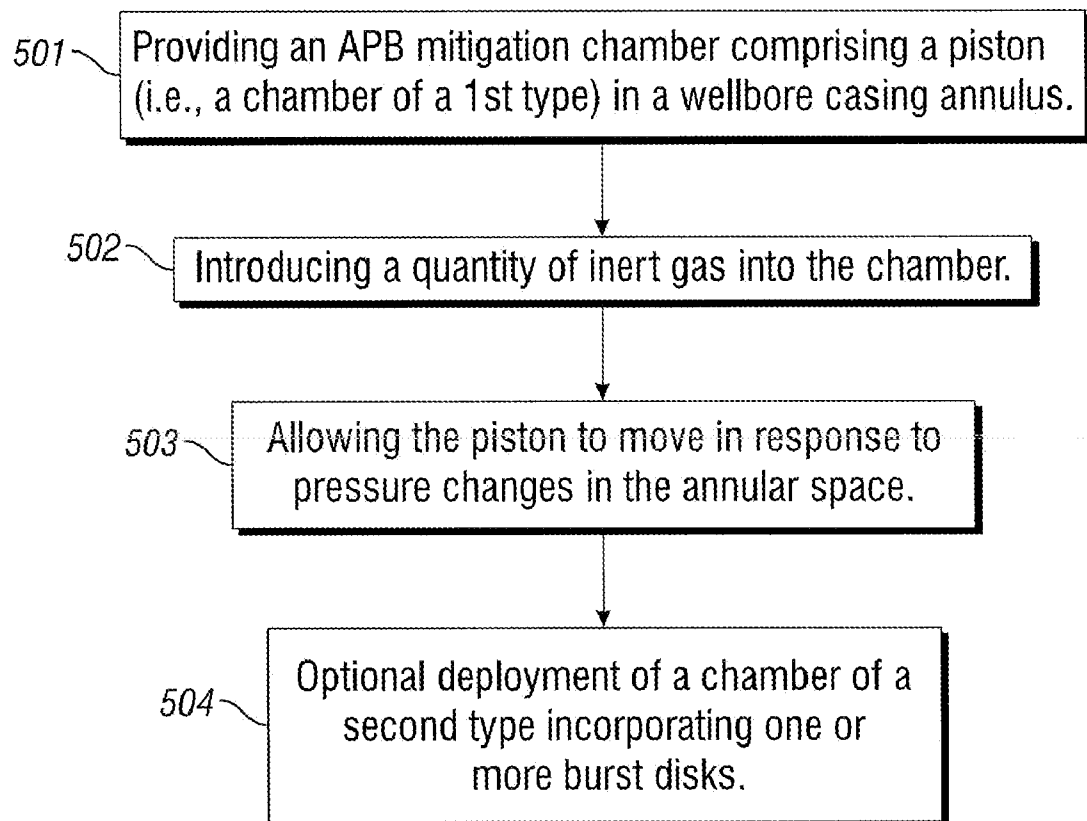 501
Providing an APB mitigation chamber comprising a piston
(i.e., a chamber of a 1st type) in a wellbore casing annulus.
502
Introducing a quantity of inert gas into the chamber.
503
Allowing the piston to move in response to
pressure changes in the annular space.
504
Optional deployment of a chamber of a
second type incorporating one or
more burst disks.